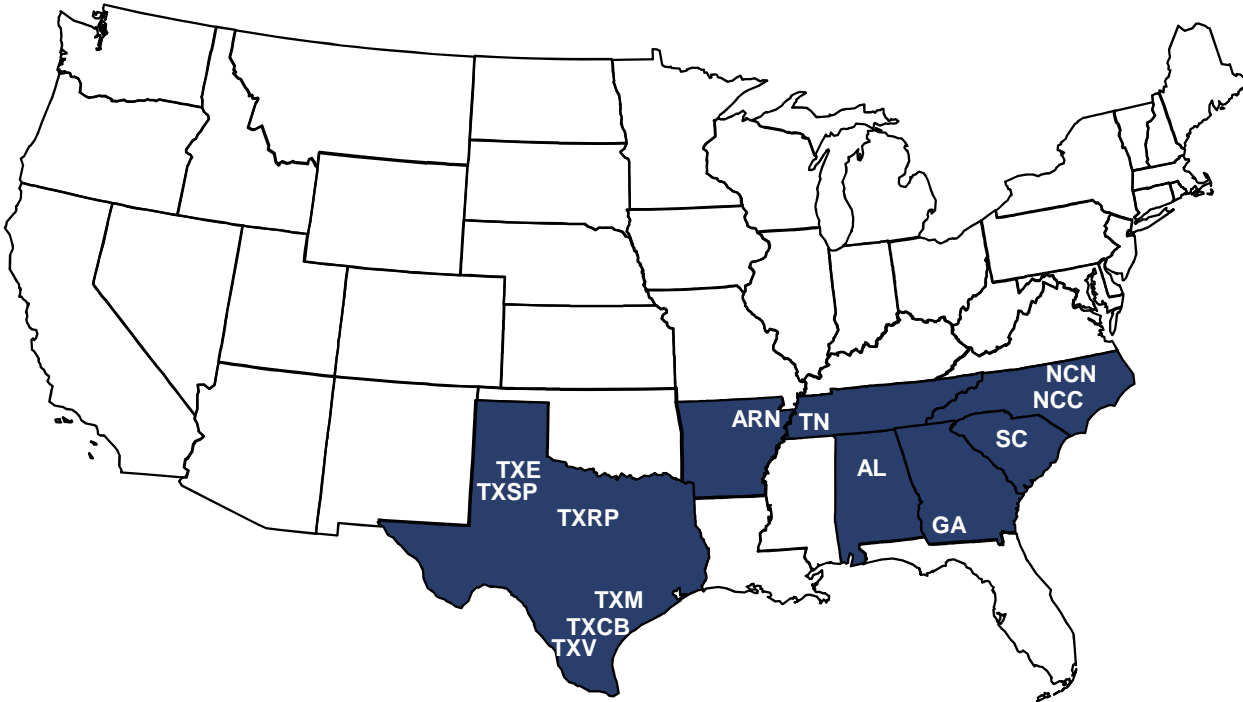 NCN
NCC
ARN
TN
SC
AL
TXE
TXSP
TXRP
GA
TXM
TXCB
TXV